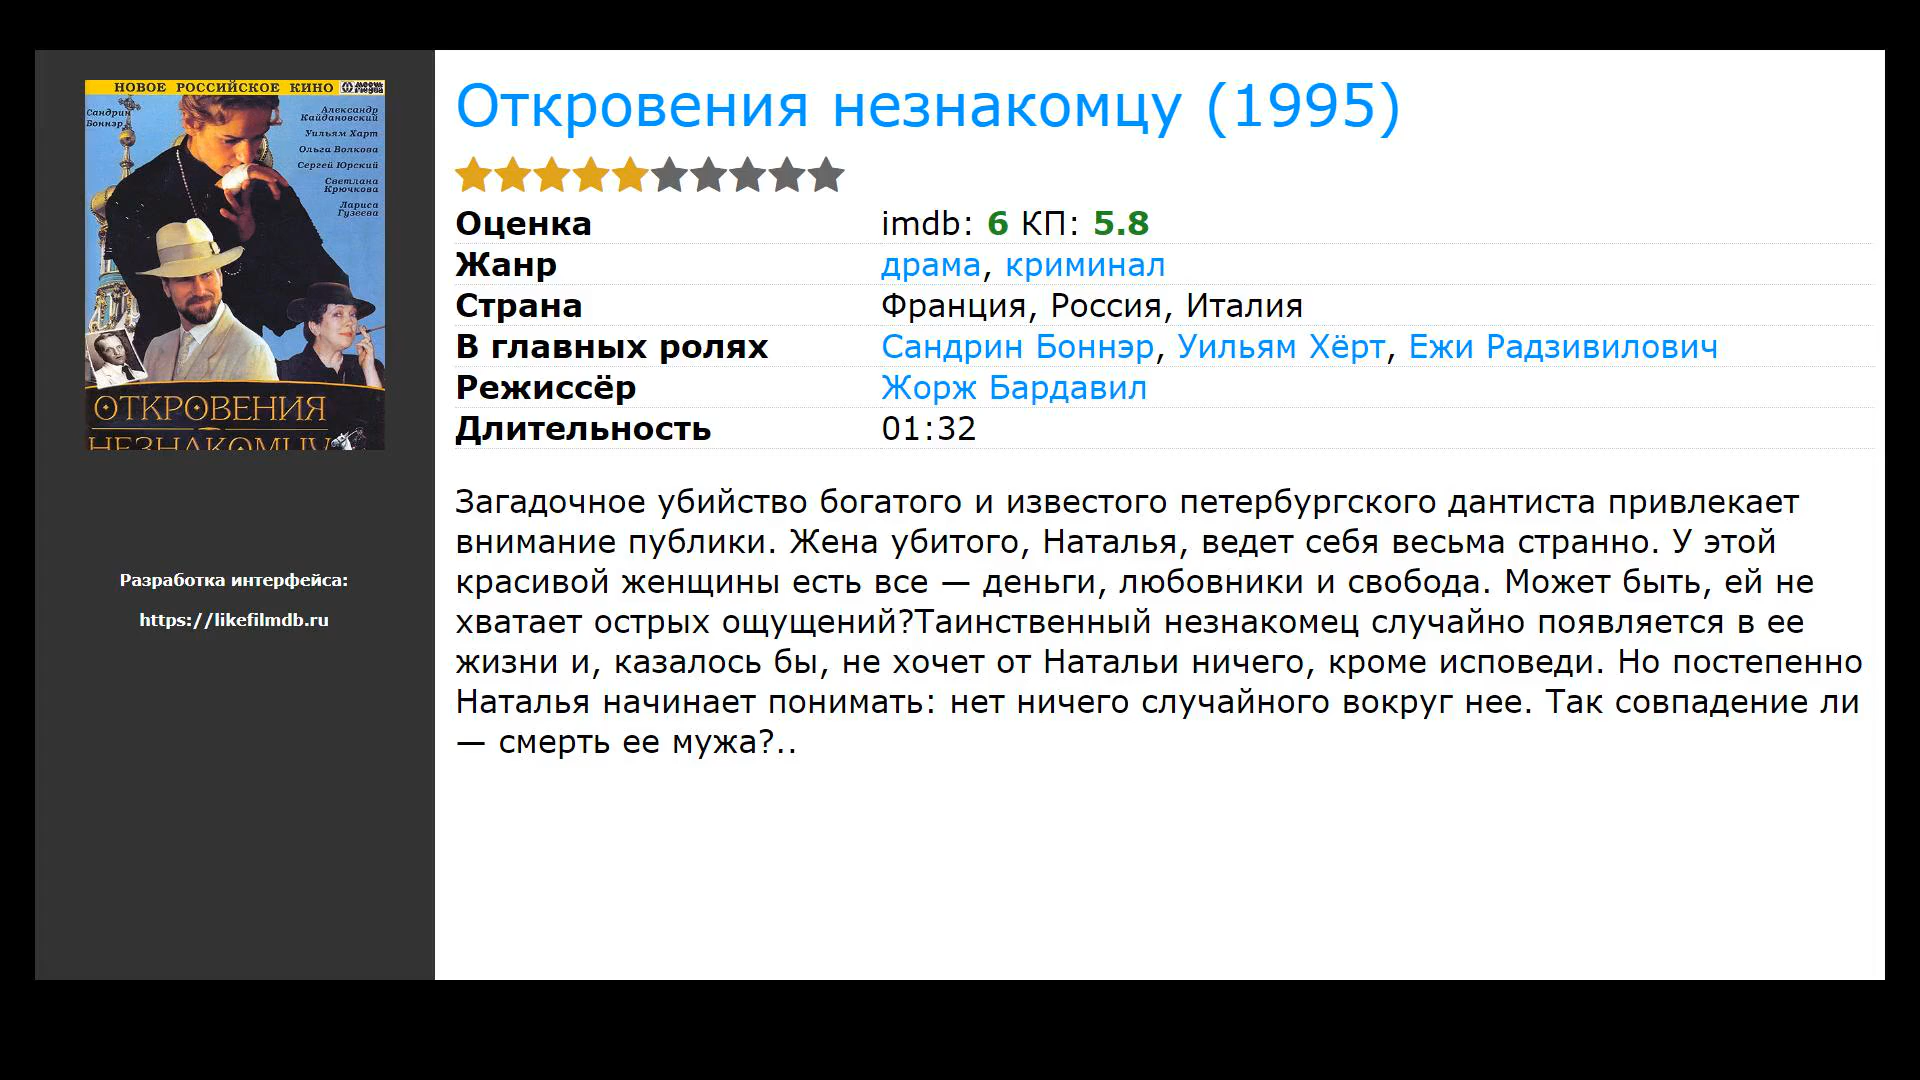 НОВОЕ РОССИЙСКОЕ КИНО
Сандрин
Боннэр
Александр
Кайдановский
Уильям Харт
Ольга Волкова
Сергей Юрский
Светлана
Крючкова
Лариса
Гузеева
ОТКРОВЕНИЯ
НЕЗНАКОМЦУ
Разработка интерфейса:
https://likefilmdb.ru
Откровения незнакомцу (1995)
Оценка imdb: 6 КП: 5.8
Жанр драма, криминал
Страна Франция, Россия, Италия
В главных ролях Сандрин Боннэр, Уильям Хёрт, Ежи Радзивилович
Режиссёр Жорж Бардавил
Длительность 01:32
Загадочное убийство богатого и известого петербургского дантиста привлекает
внимание публики. Жена убитого, Наталья, ведет себя весьма странно. У этой
красивой женщины есть все — деньги, любовники и свобода. Может быть, ей не
хватает острых ощущений?Таинственный незнакомец случайно появляется в ее
жизни и, казалось бы, не хочет от Натальи ничего, кроме исповеди. Но постепенно
Наталья начинает понимать: нет ничего случайного вокруг нее. Так совпадение ли
— смерть ее мужа?..